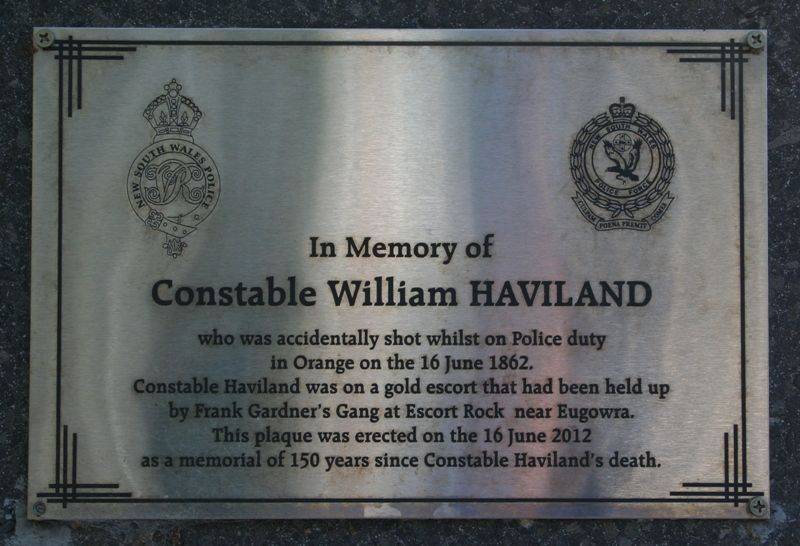 NEW SOUTH WALES POLICE
VR
NEW SOUTH WALES
POLICE FORCE
CULPAM POENA PREMIT COMES
In Memory of
Constable William HAVILAND
who was accidentally shot whilst on Police duty
in Orange on the 16 June 1862.
Constable Haviland was on a gold escort that had been held up
by Frank Gardner's Gang at Escort Rock near Eugowra.
This plaque was erected on the 16 June 2012
as a memorial of 150 years since Constable Haviland's death.